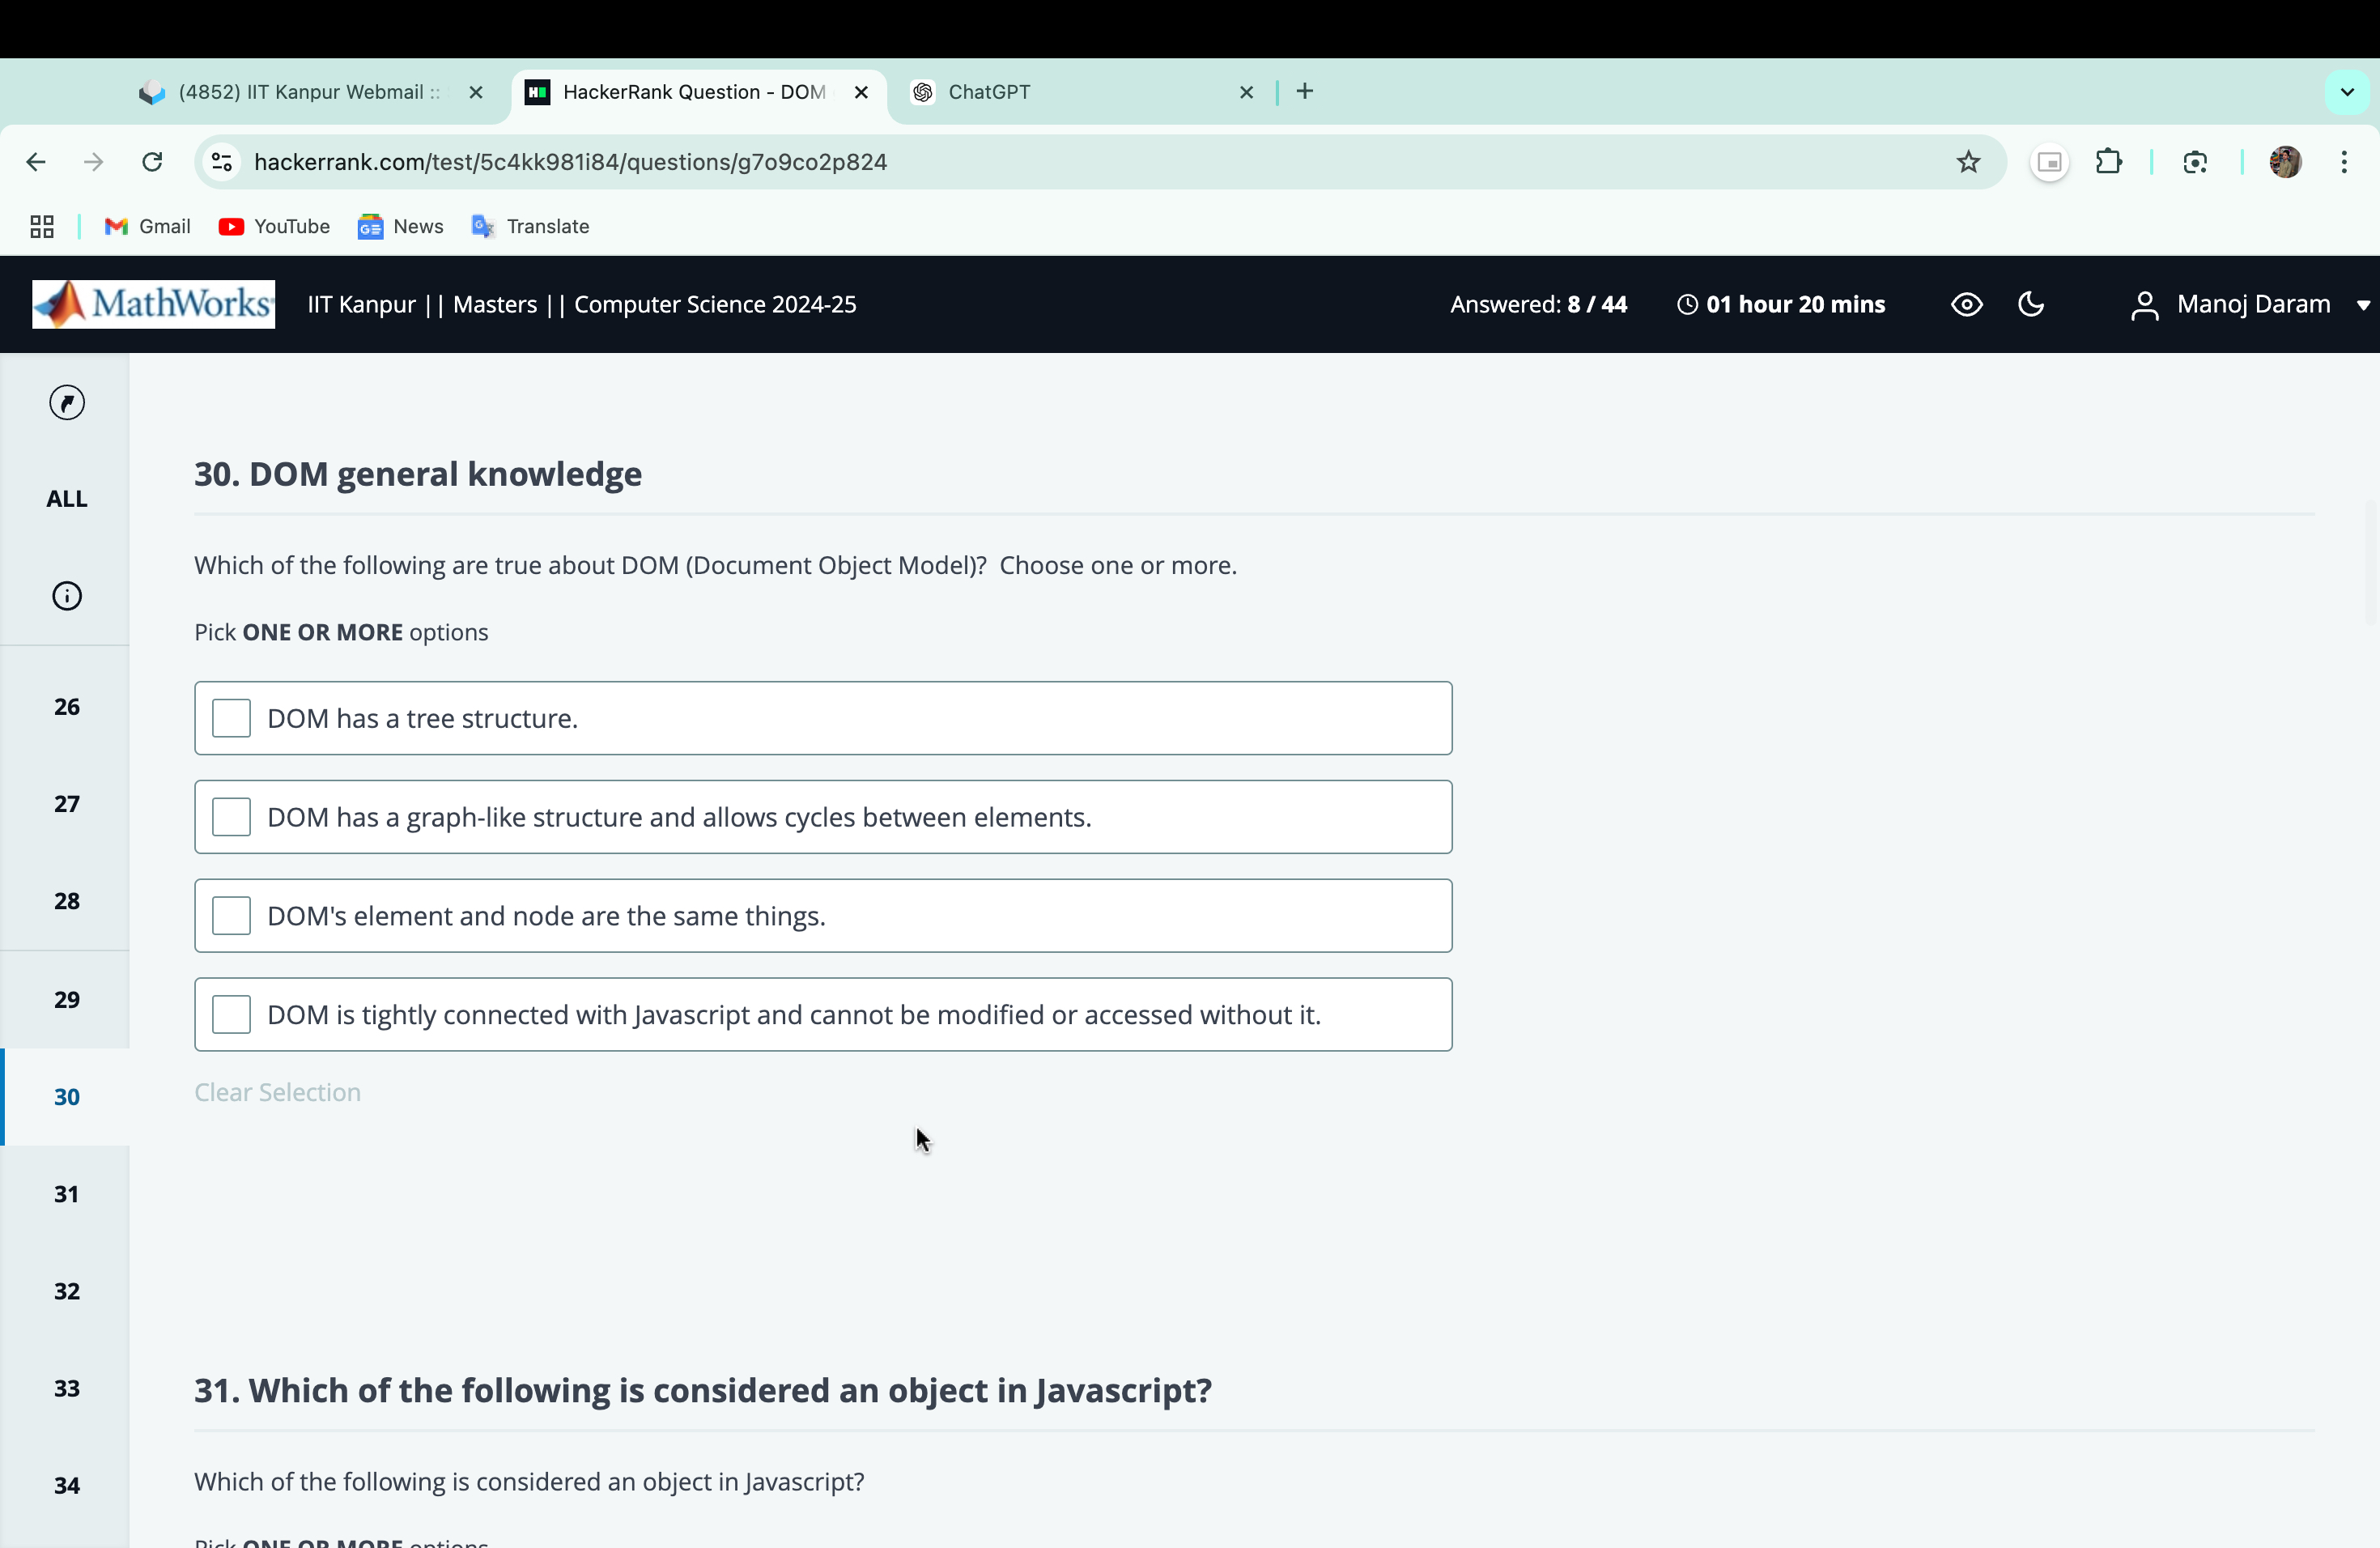 (4852) IIT Kanpur Webmail ::
HackerRank Question - DOM
ChatGPT
hackerrank.com/test/5c4kk981i84/questions/g7o9co2p824
Gmail
YouTube
News
Translate
MathWorks
IIT Kanpur || Masters || Computer Science 2024-25
Answered: 8 / 44
01 hour 20 mins
Manoj Daram
ALL
26
27
28
29
30
31
32
33
34
30. DOM general knowledge
Which of the following are true about DOM (Document Object Model)?  Choose one or more.
Pick ONE OR MORE options
DOM has a tree structure.
DOM has a graph-like structure and allows cycles between elements.
DOM's element and node are the same things.
DOM is tightly connected with Javascript and cannot be modified or accessed without it.
Clear Selection
31. Which of the following is considered an object in Javascript?
Which of the following is considered an object in Javascript?
Pick ONE OR MORE options